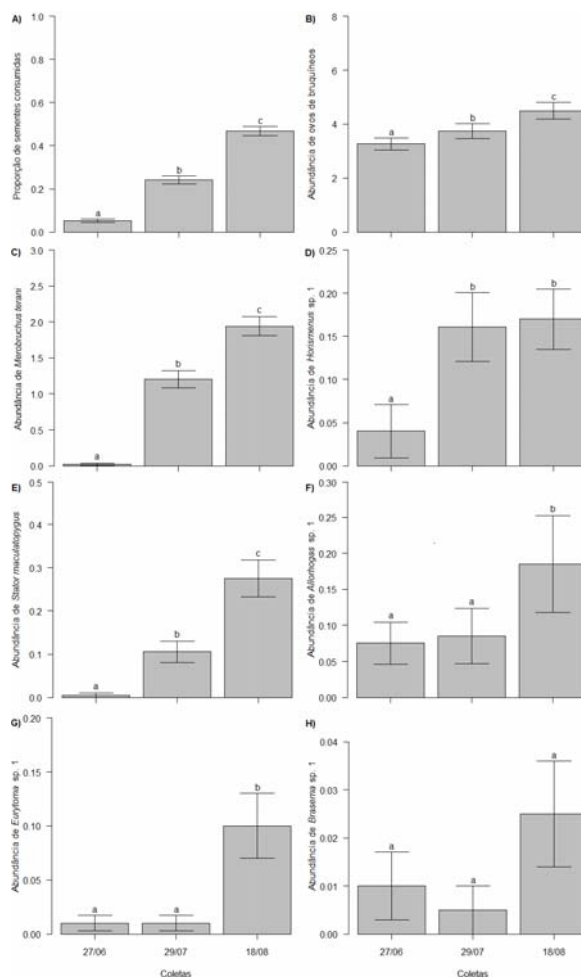 A)
Proporção de sementes consumidas
1.0
0.8
0.6
0.4
0.2
0.0
a
b
c
B)
Abundância de ovos de bruquíneos
8
6
4
2
0
a
b
c
C)
Abundância de Merobruchus terani
3.0
2.5
2.0
1.5
1.0
0.5
0.0
a
b
c
D)
Abundância de Horismenus sp. 1
0.25
0.20
0.15
0.10
0.05
0.00
a
b
b
E)
Abundância de Stator maculatopygus
0.5
0.4
0.3
0.2
0.1
0.0
a
b
c
F)
Abundância de Allorhogas sp. 1
0.30
0.25
0.20
0.15
0.10
0.05
0.00
a
a
b
G)
Abundância de Eurytoma sp. 1
0.20
0.15
0.10
0.05
0.00
a
a
b
27/06 29/07 18/08
Coletas
H)
Abundância de Brasema sp. 1
0.04
0.03
0.02
0.01
0.00
a
a
a
27/06 29/07 18/08
Coletas